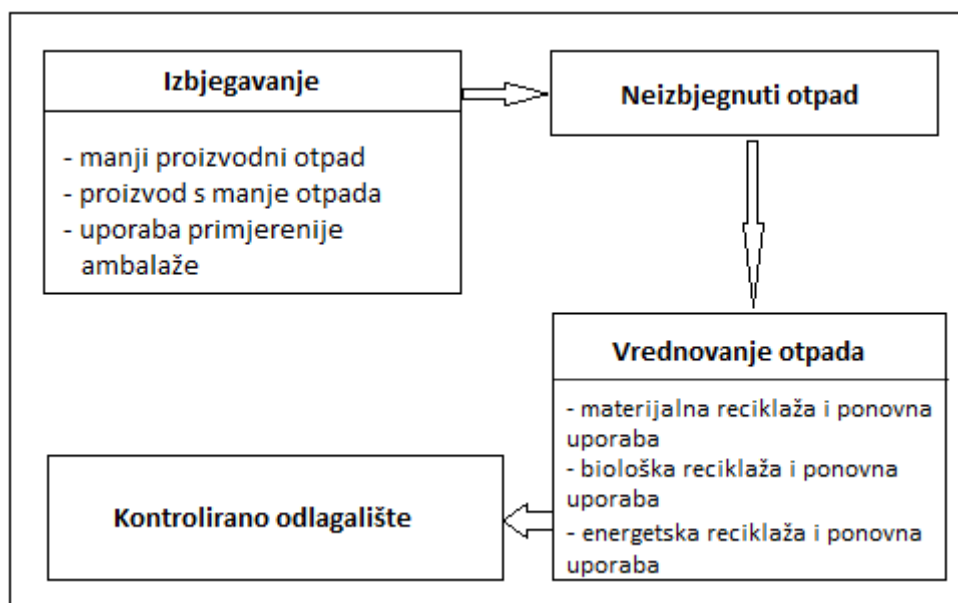 Izbjegavanje
- manji proizvodni otpad
- proizvod s manje otpada
- uporaba primjerenije
ambalaže
Neizbjegnuti otpad
Vrednovanje otpada
- materijalna reciklaža i ponovna
uporaba
- biološka reciklaža i ponovna
uporaba
- energetska reciklaža i ponovna
uporaba
Kontrolirano odlagalište